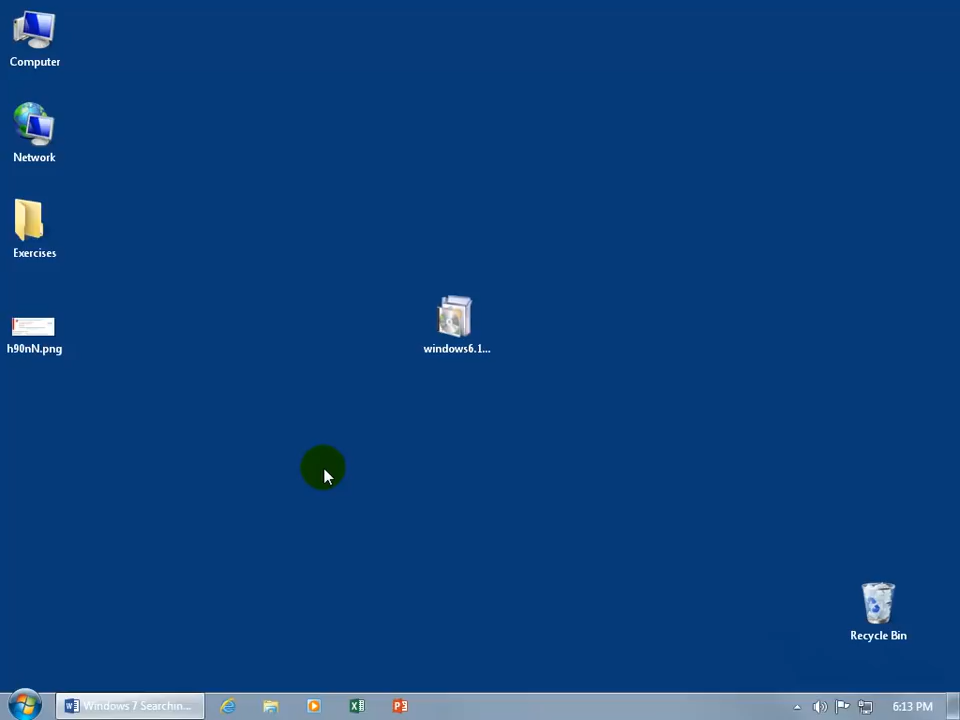 Computer
Network
Exercises
h90nN.png
windows6.1...
Recycle Bin
Windows 7 Searchin...
6:13 PM